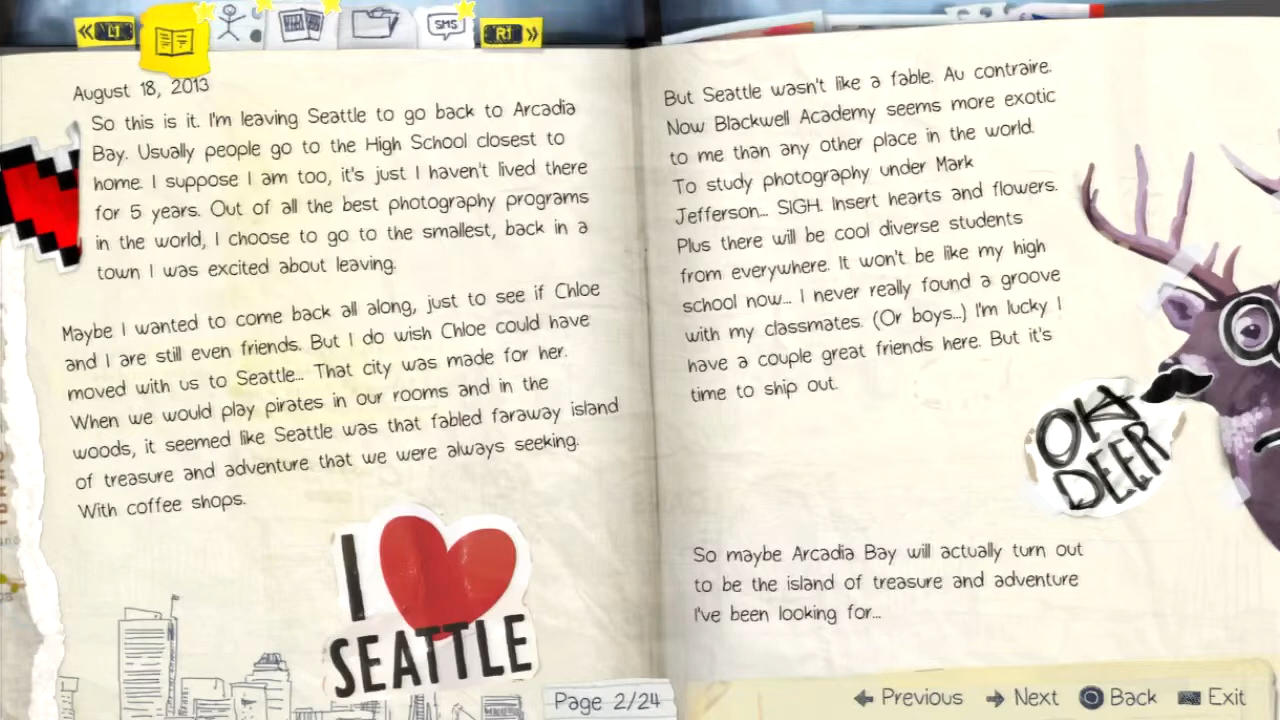 « L1
SMS
R1 »
August 18, 2013
So this is it. I'm leaving Seattle to go back to Arcadia
Bay. Usually people go to the High School closest to
home. I suppose I am too, it's just I haven't lived there
for 5 years. Out of all the best photography programs
in the world, I choose to go to the smallest, back in a
town I was excited about leaving.
Maybe I wanted to come back all along, just to see if Chloe
and I are still even friends. But I do wish Chloe could have
moved with us to Seattle... That city was made for her.
When we would play pirates in our rooms and in the
woods, it seemed like Seattle was that fabled faraway island
of treasure and adventure that we were always seeking.
With coffee shops.
I
SEATTLE
Page 2/24
But Seattle wasn't like a fable. Au contraire.
Now Blackwell Academy seems more exotic
to me than any other place in the world.
To study photography under Mark
Jefferson... SIGH. Insert hearts and flowers.
Plus there will be cool diverse students
from everywhere. It won't be like my high
school now... I never really found a groove
with my classmates. (Or boys...) I'm lucky I
have a couple great friends here. But it's
time to ship out.
OH
DEER
So maybe Arcadia Bay will actually turn out
to be the island of treasure and adventure
I've been looking for...
Previous Next Back Exit